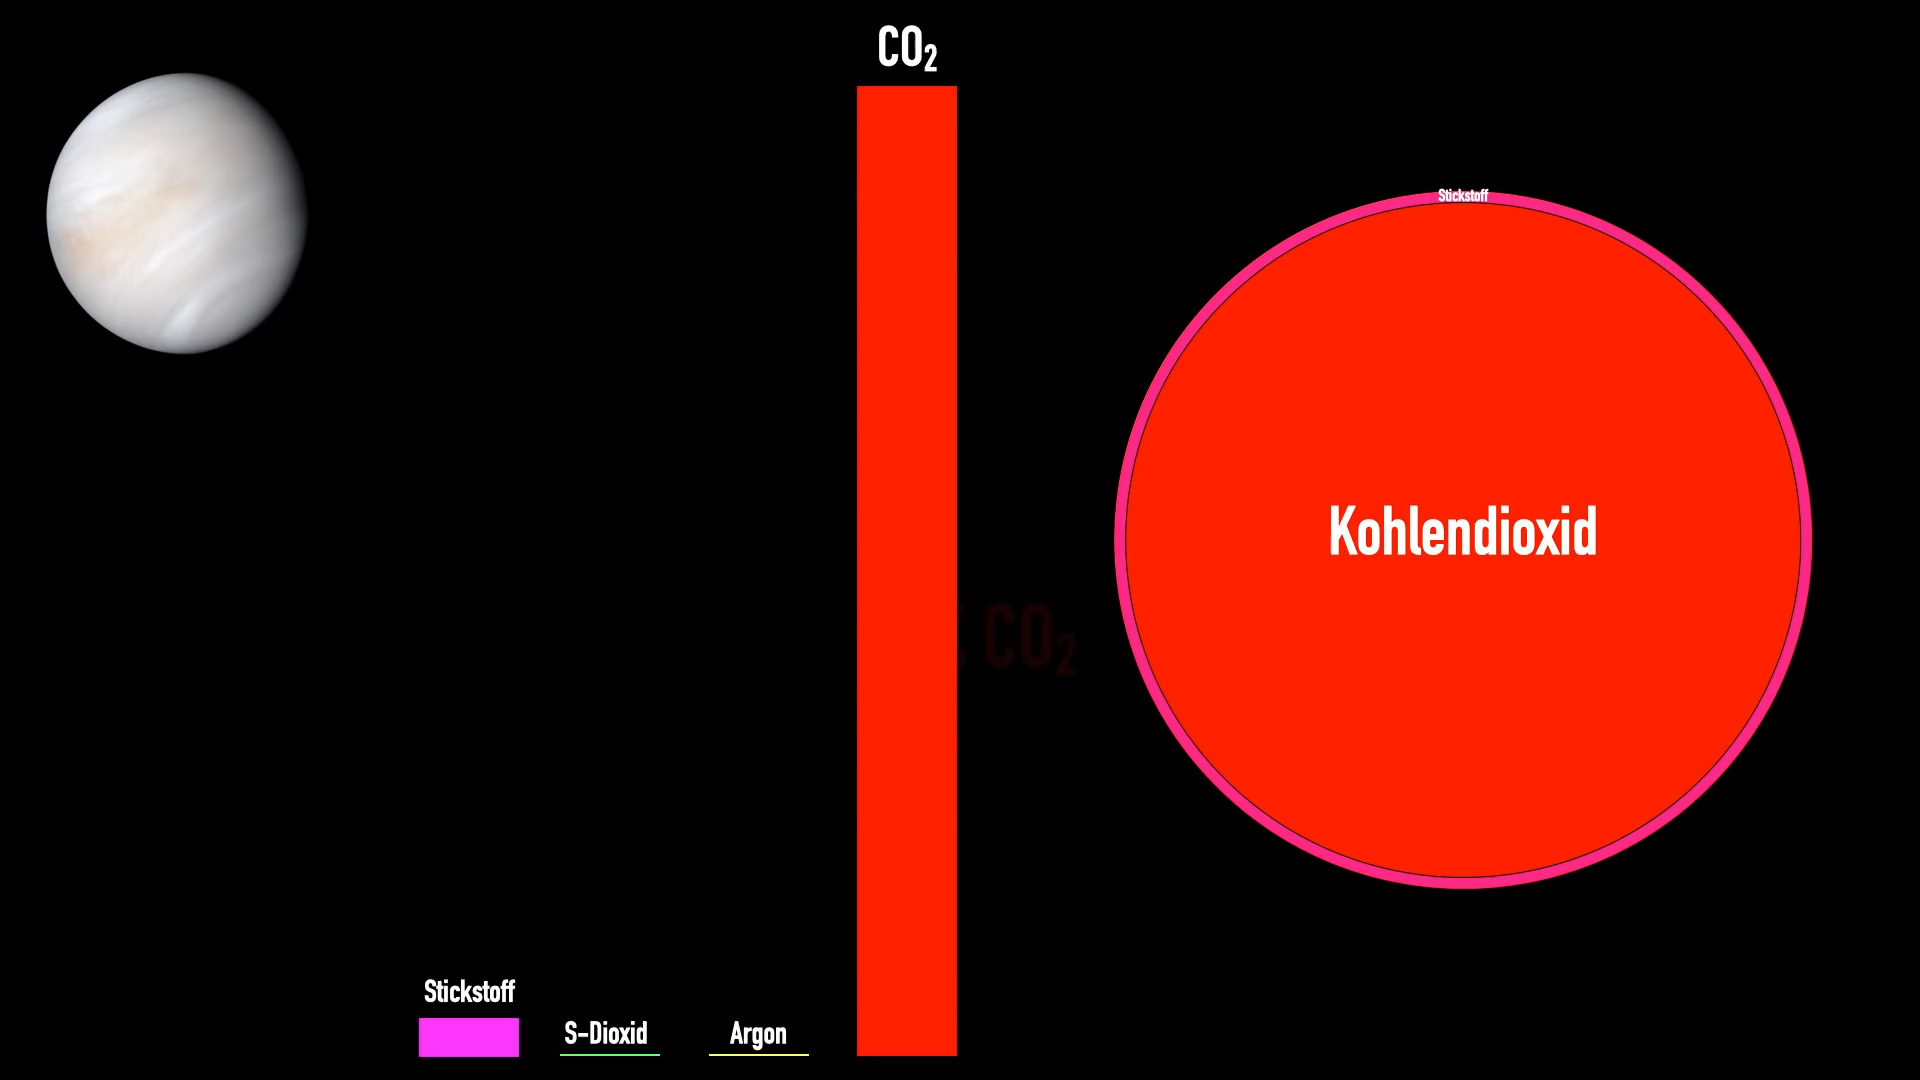 CO₂
Stickstoff
Kohlendioxid
CO₂
Stickstoff
S-Dioxid
Argon